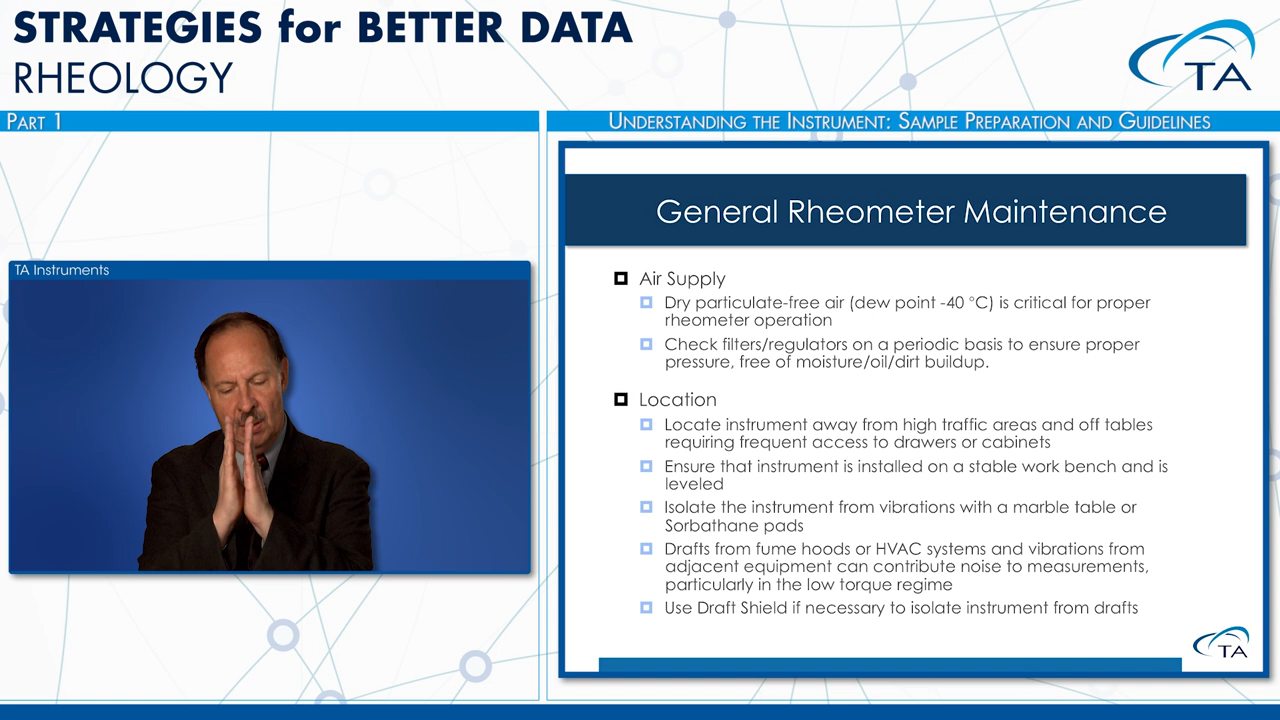 STRATEGIES for BETTER DATA
RHEOLOGY
TA
PART 1
UNDERSTANDING THE INSTRUMENT: SAMPLE PREPARATION AND GUIDELINES
TA Instruments
General Rheometer Maintenance
Air Supply
Dry particulate-free air (dew point -40 °C) is critical for proper
rheometer operation
Check filters/regulators on a periodic basis to ensure proper
pressure, free of moisture/oil/dirt buildup.
Location
Locate instrument away from high traffic areas and off tables
requiring frequent access to drawers or cabinets
Ensure that instrument is installed on a stable work bench and is
leveled
Isolate the instrument from vibrations with a marble table or
Sorbathane pads
Drafts from fume hoods or HVAC systems and vibrations from
adjacent equipment can contribute noise to measurements,
particularly in the low torque regime
Use Draft Shield if necessary to isolate instrument from drafts
TA